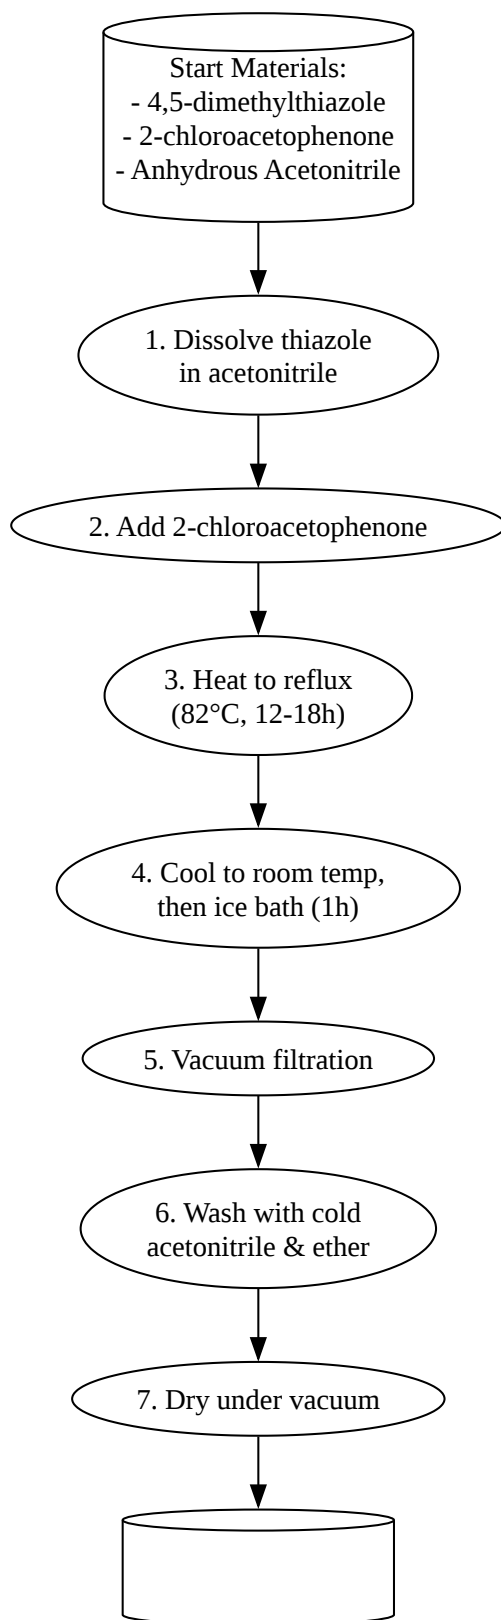 Start Materials:
- 4,5-dimethylthiazole
- 2-chloroacetophenone
- Anhydrous Acetonitrile
1. Dissolve thiazole
in acetonitrile
2. Add 2-chloroacetophenone
3. Heat to reflux
(82°C, 12-18h)
4. Cool to room temp,
then ice bath (1h)
5. Vacuum filtration
6. Wash with cold
acetonitrile & ether
7. Dry under vacuum